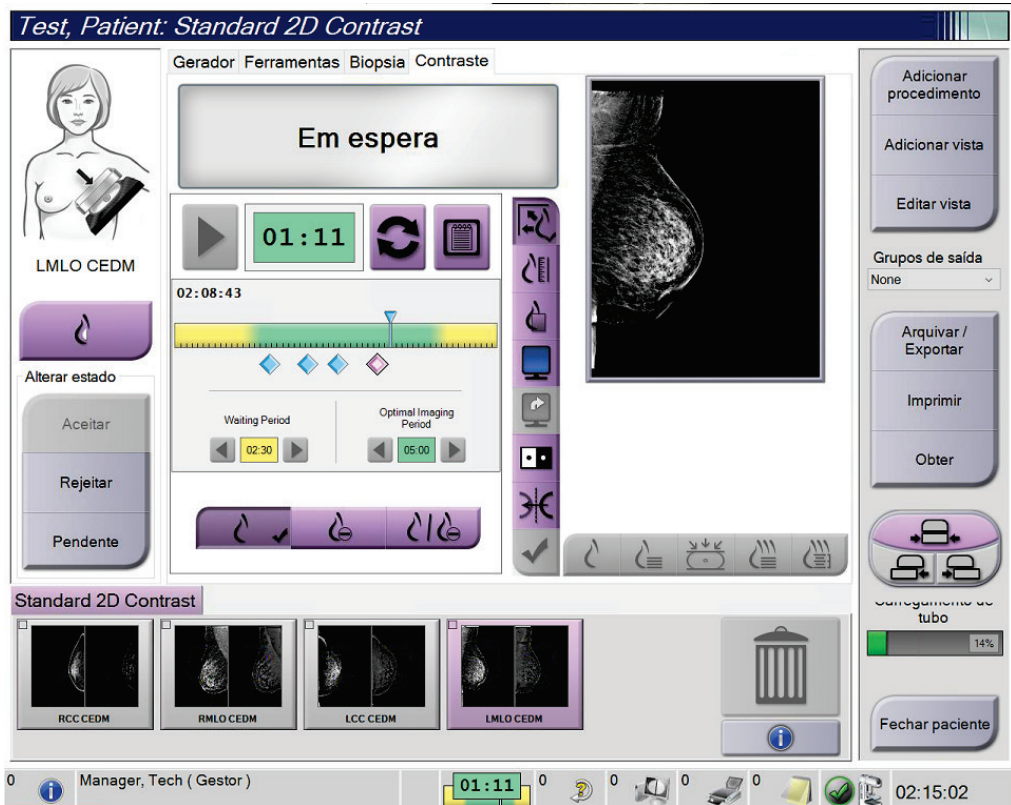 Test, Patient: Standard 2D Contrast
Gerador Ferramentas Biopsia Contraste
Em espera
LMLO CEDM
01:11
02:08:43
Waiting Period
02:30
Optimal Imaging
Period
05:00
Alterar estado
Aceitar
Rejeitar
Pendente
Adicionar
procedimento
Adicionar vista
Editar vista
Grupos de saída
None
Arquivar /
Exportar
Imprimir
Obter
Carregamento de
tubo
14%
Fechar paciente
Standard 2D Contrast
RCC CEDM
RMLO CEDM
LCC CEDM
LMLO CEDM
0
Manager, Tech ( Gestor )
01:11
0
0
0
0
02:15:02